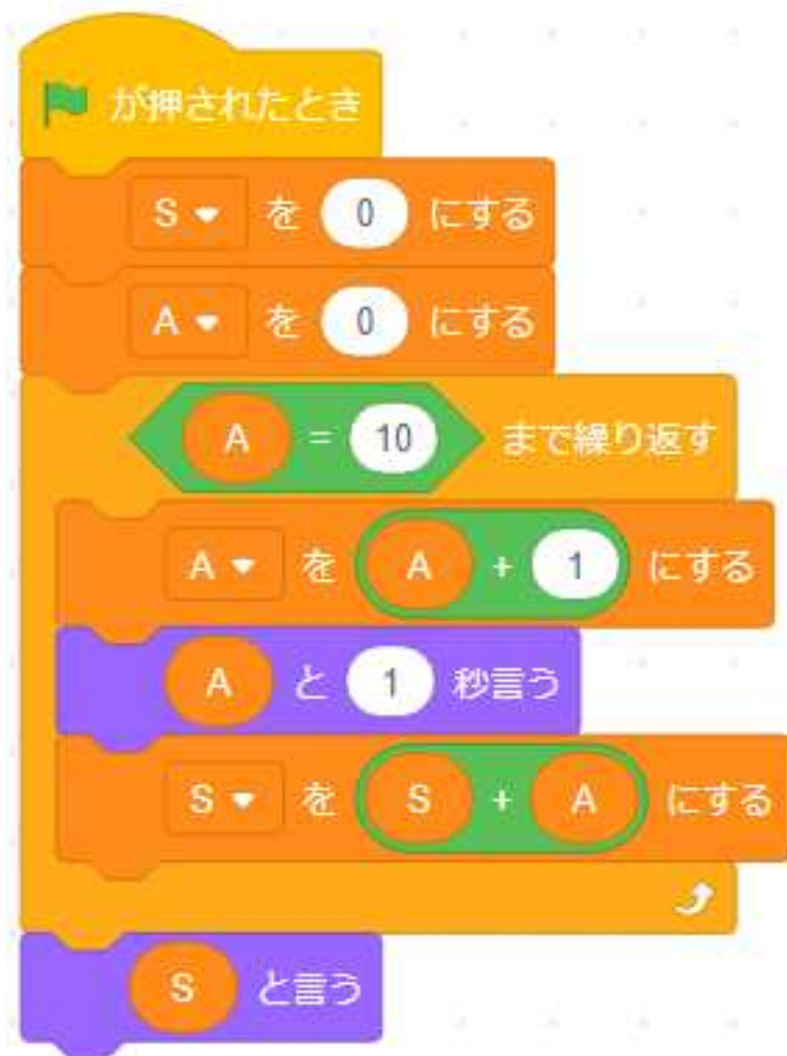 が押されたとき
S を 0 にする
A を 0 にする
A = 10 まで繰り返す
A を A + 1 にする
A と 1 秒言う
S を S + A にする
S と言う